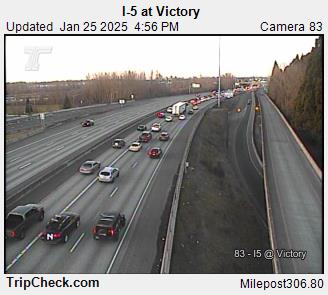 I-5 at Victory
Updated  Jan 25 2025  4:56 PM
Camera 83
TR
N
83 - I5 @ Victory
TripCheck.com
Milepost306.80